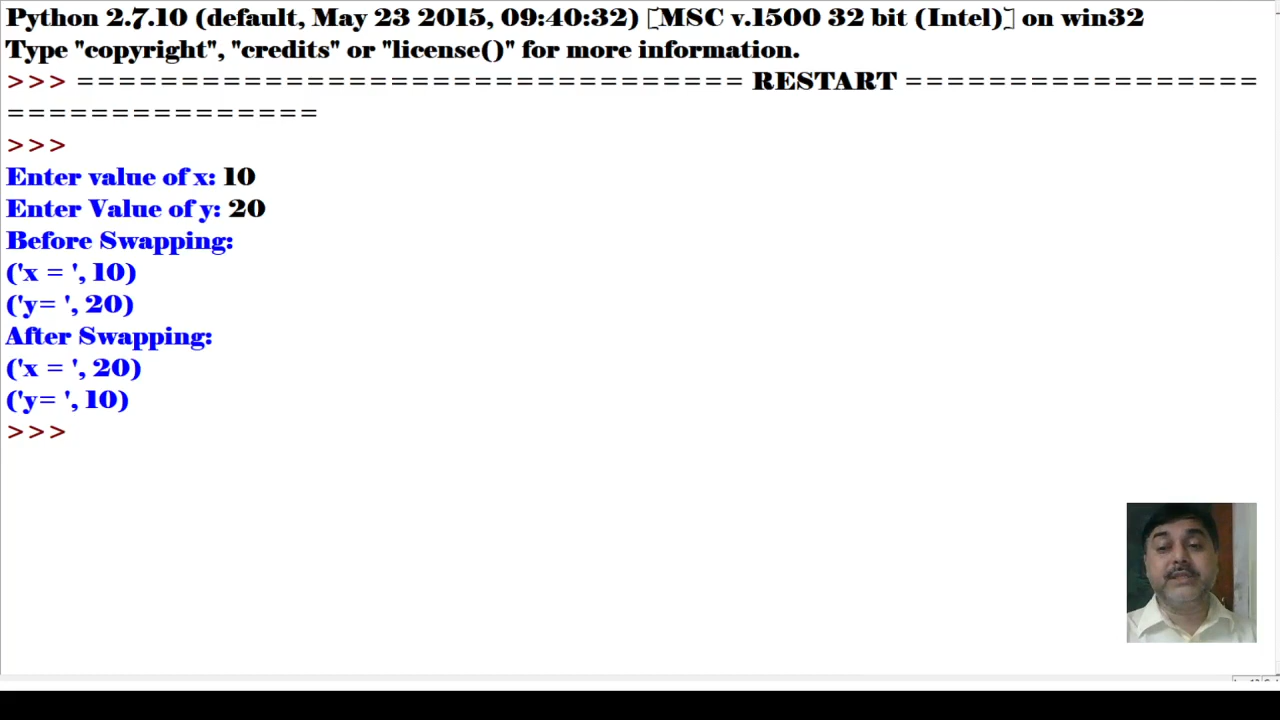 Python 2.7.10 (default, May 23 2015, 09:40:32) [MSC v.1500 32 bit (Intel)] on win32
Type "copyright", "credits" or "license()" for more information.
>>> ================================ RESTART =================
===============
>>>
Enter value of x: 10
Enter Value of y: 20
Before Swapping:
('x = ', 10)
('y= ', 20)
After Swapping:
('x = ', 20)
('y= ', 10)
>>>